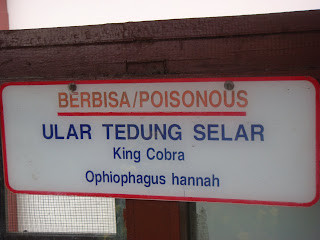 BERBISA/POISONOUS
ULAR TEDUNG SELAR
King Cobra
Ophiophagus hannah